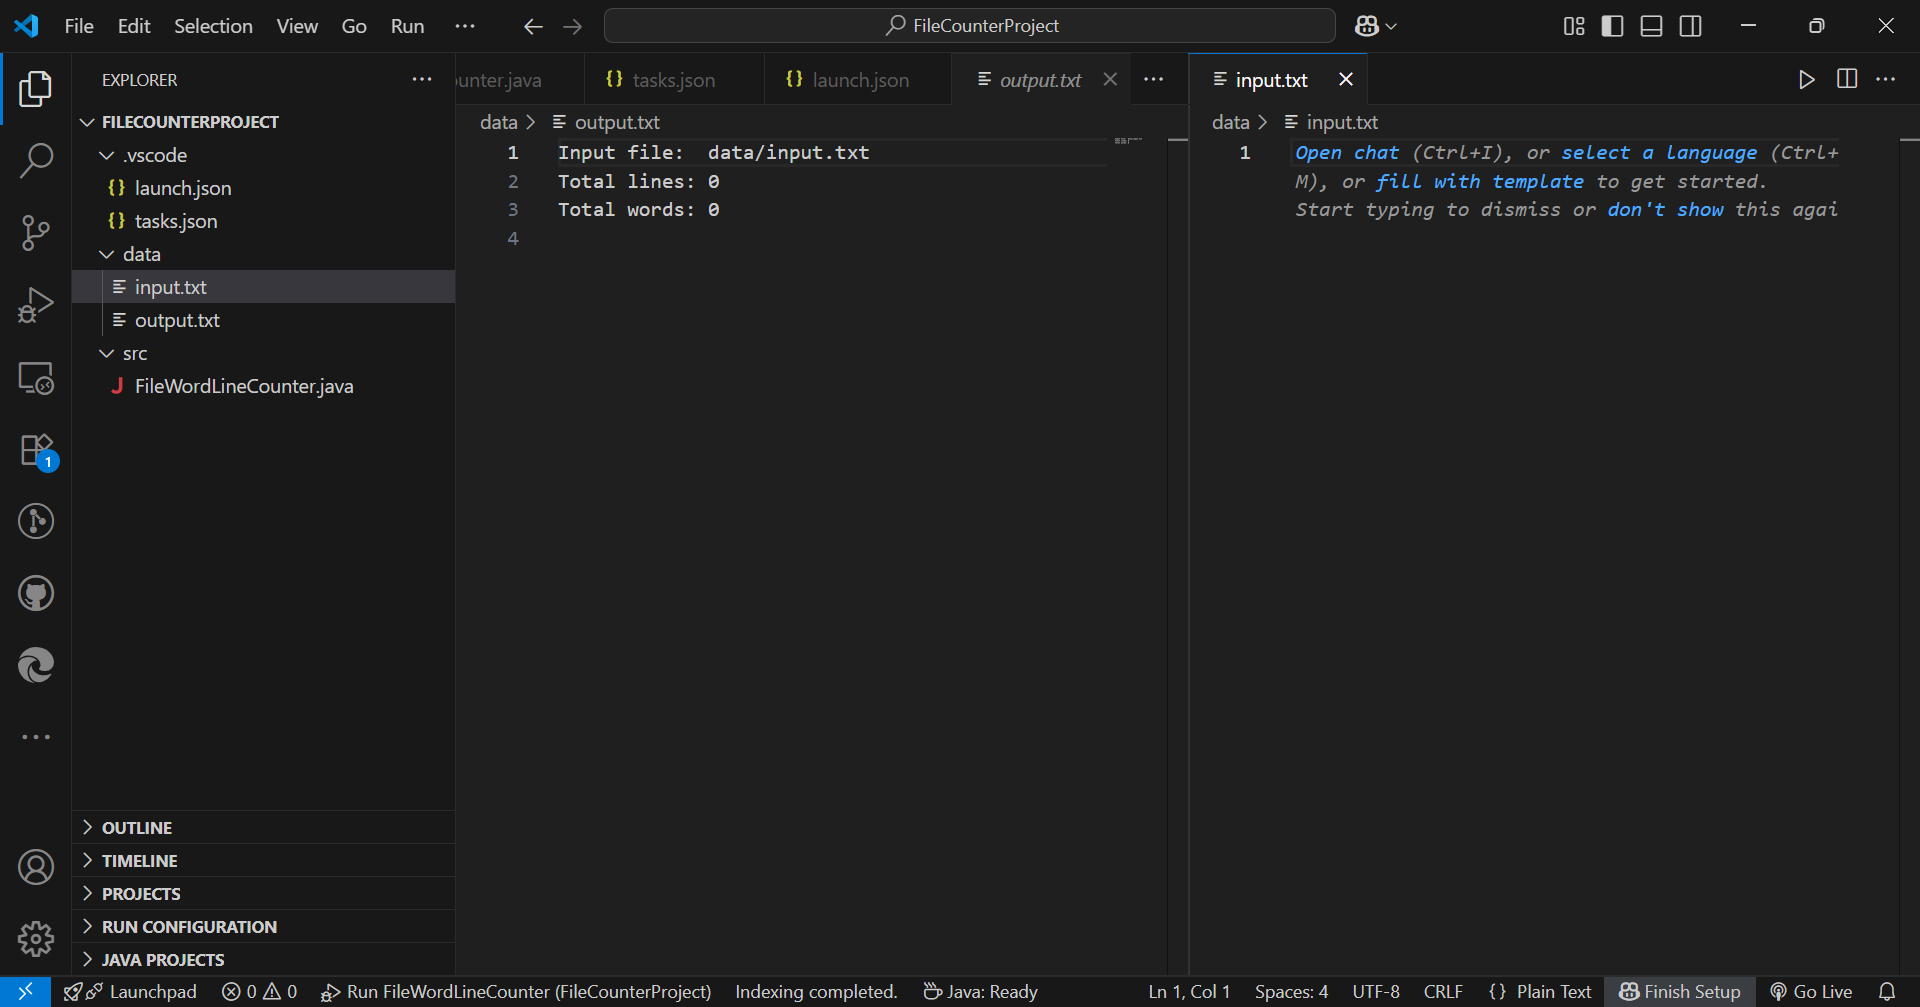 File Edit Selection View Go Run ··· FileCounterProject
EXPLORER
FILECOUNTERPROJECT
.vscode
{} launch.json
{} tasks.json
data
input.txt
output.txt
src
J FileWordLineCounter.java
OUTLINE
TIMELINE
PROJECTS
RUN CONFIGURATION
JAVA PROJECTS
1
unter.java {} tasks.json {} launch.json output.txt
data > output.txt
1 Input file:  data/input.txt
2 Total lines: 0
3 Total words: 0
4
input.txt
data > input.txt
1 Open chat (Ctrl+I), or select a language (Ctrl+
M), or fill with template to get started.
Start typing to dismiss or don't show this agai
Launchpad 0 0 Run FileWordLineCounter (FileCounterProject) Indexing completed. Java: Ready Ln 1, Col 1 Spaces: 4 UTF-8 CRLF {} Plain Text Finish Setup Go Live